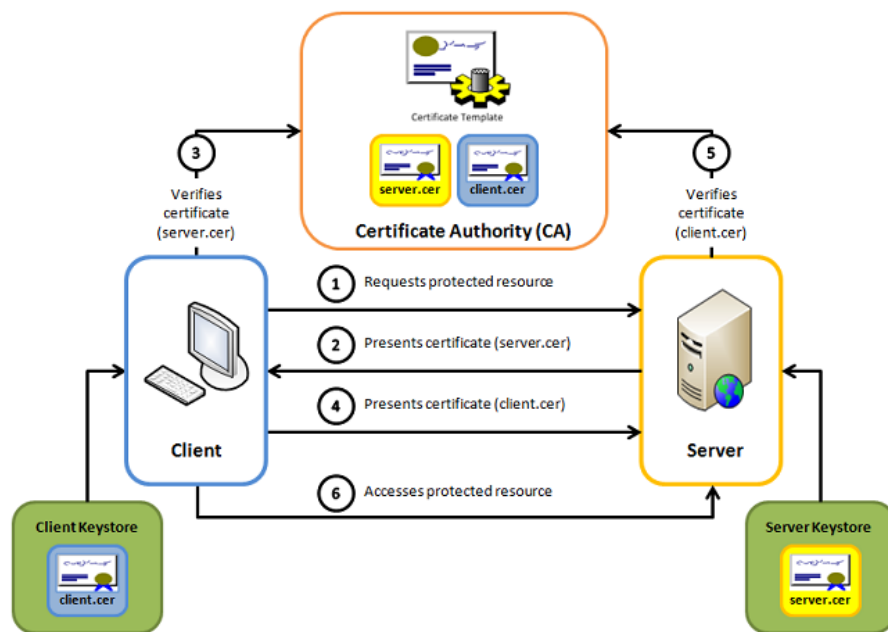 Certificate Template
server.cer
client.cer
Certificate Authority (CA)
3
Verifies
certificate
(server.cer)
5
Verifies
certificate
(client.cer)
1 Requests protected resource
2 Presents certificate (server.cer)
4 Presents certificate (client.cer)
Client
Server
6 Accesses protected resource
Client Keystore
client.cer
Server Keystore
server.cer